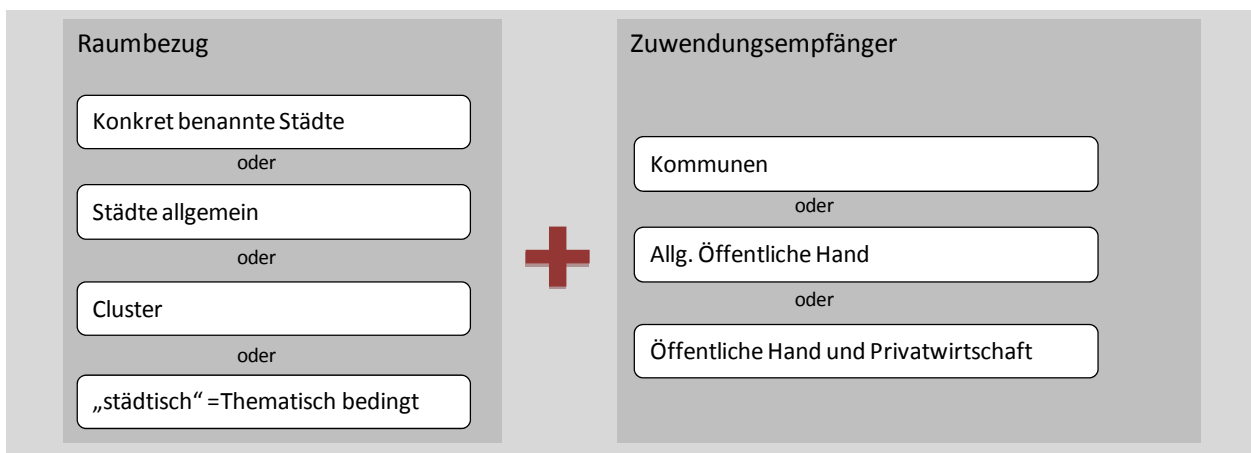 Raumbezug
Konkret benannte Städte
oder
Städte allgemein
oder
Cluster
oder
„städtisch“ =Thematisch bedingt
Zuwendungsempfänger
Kommunen
oder
Allg. Öffentliche Hand
oder
Öffentliche Hand und Privatwirtschaft